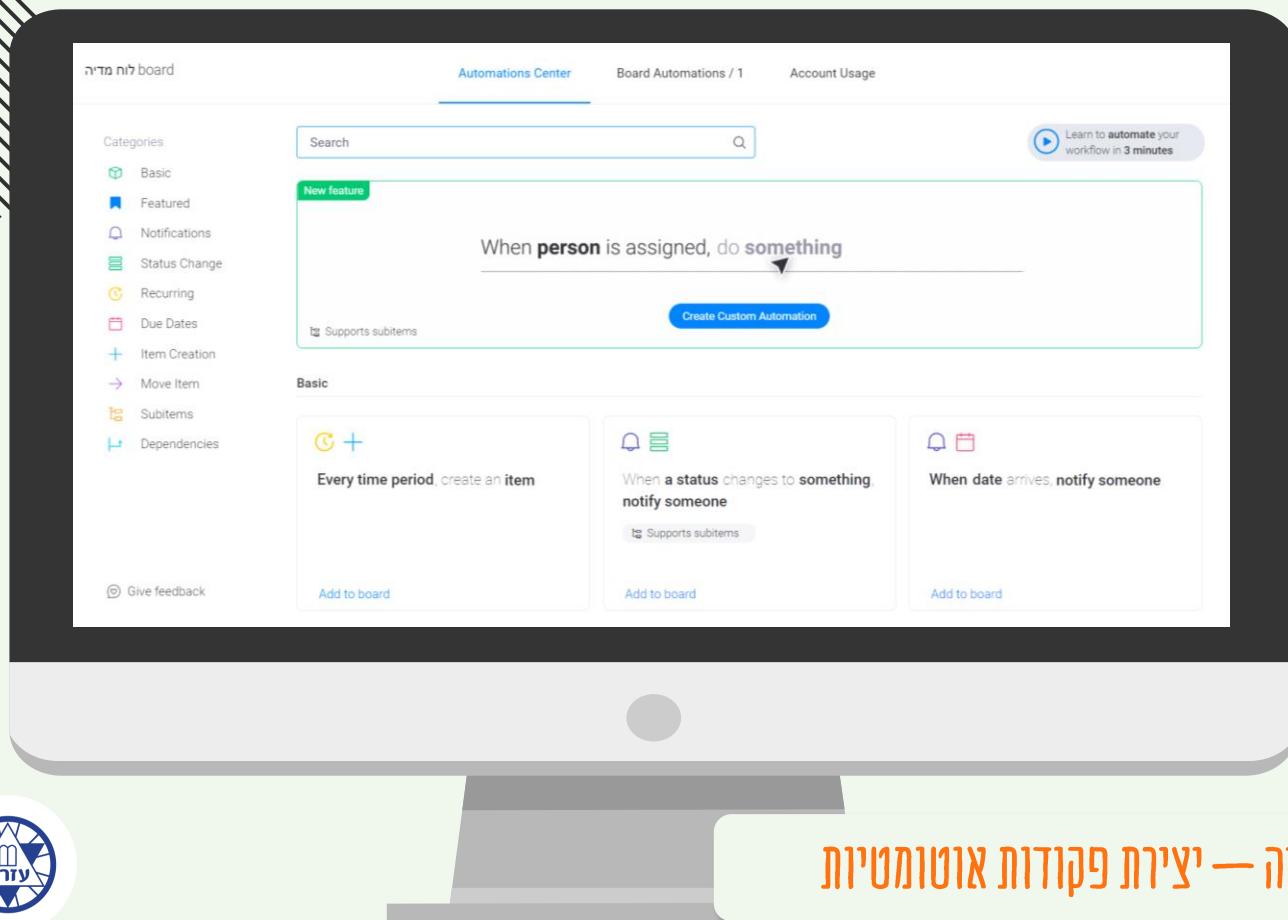 לוח מדיה board
Automations Center
Board Automations / 1
Account Usage
Categories
Basic
Featured
Notifications
Status Change
Recurring
Due Dates
Item Creation
Move Item
Subitems
Dependencies
Give feedback
Search
Learn to automate your
workflow in 3 minutes
New feature
When person is assigned, do something
Create Custom Automation
Supports subitems
Basic
Every time period, create an item
Add to board
When a status changes to something,
notify someone
Supports subitems
Add to board
When date arrives, notify someone
Add to board
— יצירת פקודות אוטומטיות